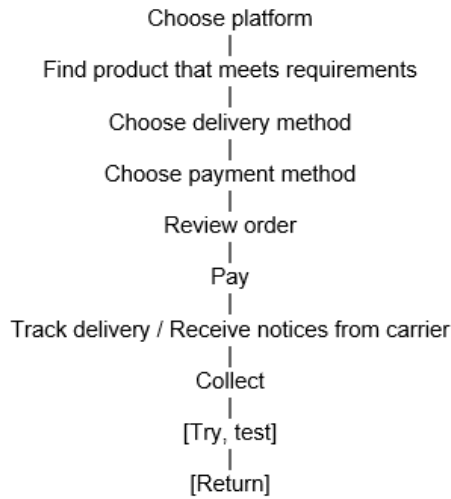 Choose platform
Find product that meets requirements
Choose delivery method
Choose payment method
Review order
Pay
Track delivery / Receive notices from carrier
Collect
[Try, test]
[Return]